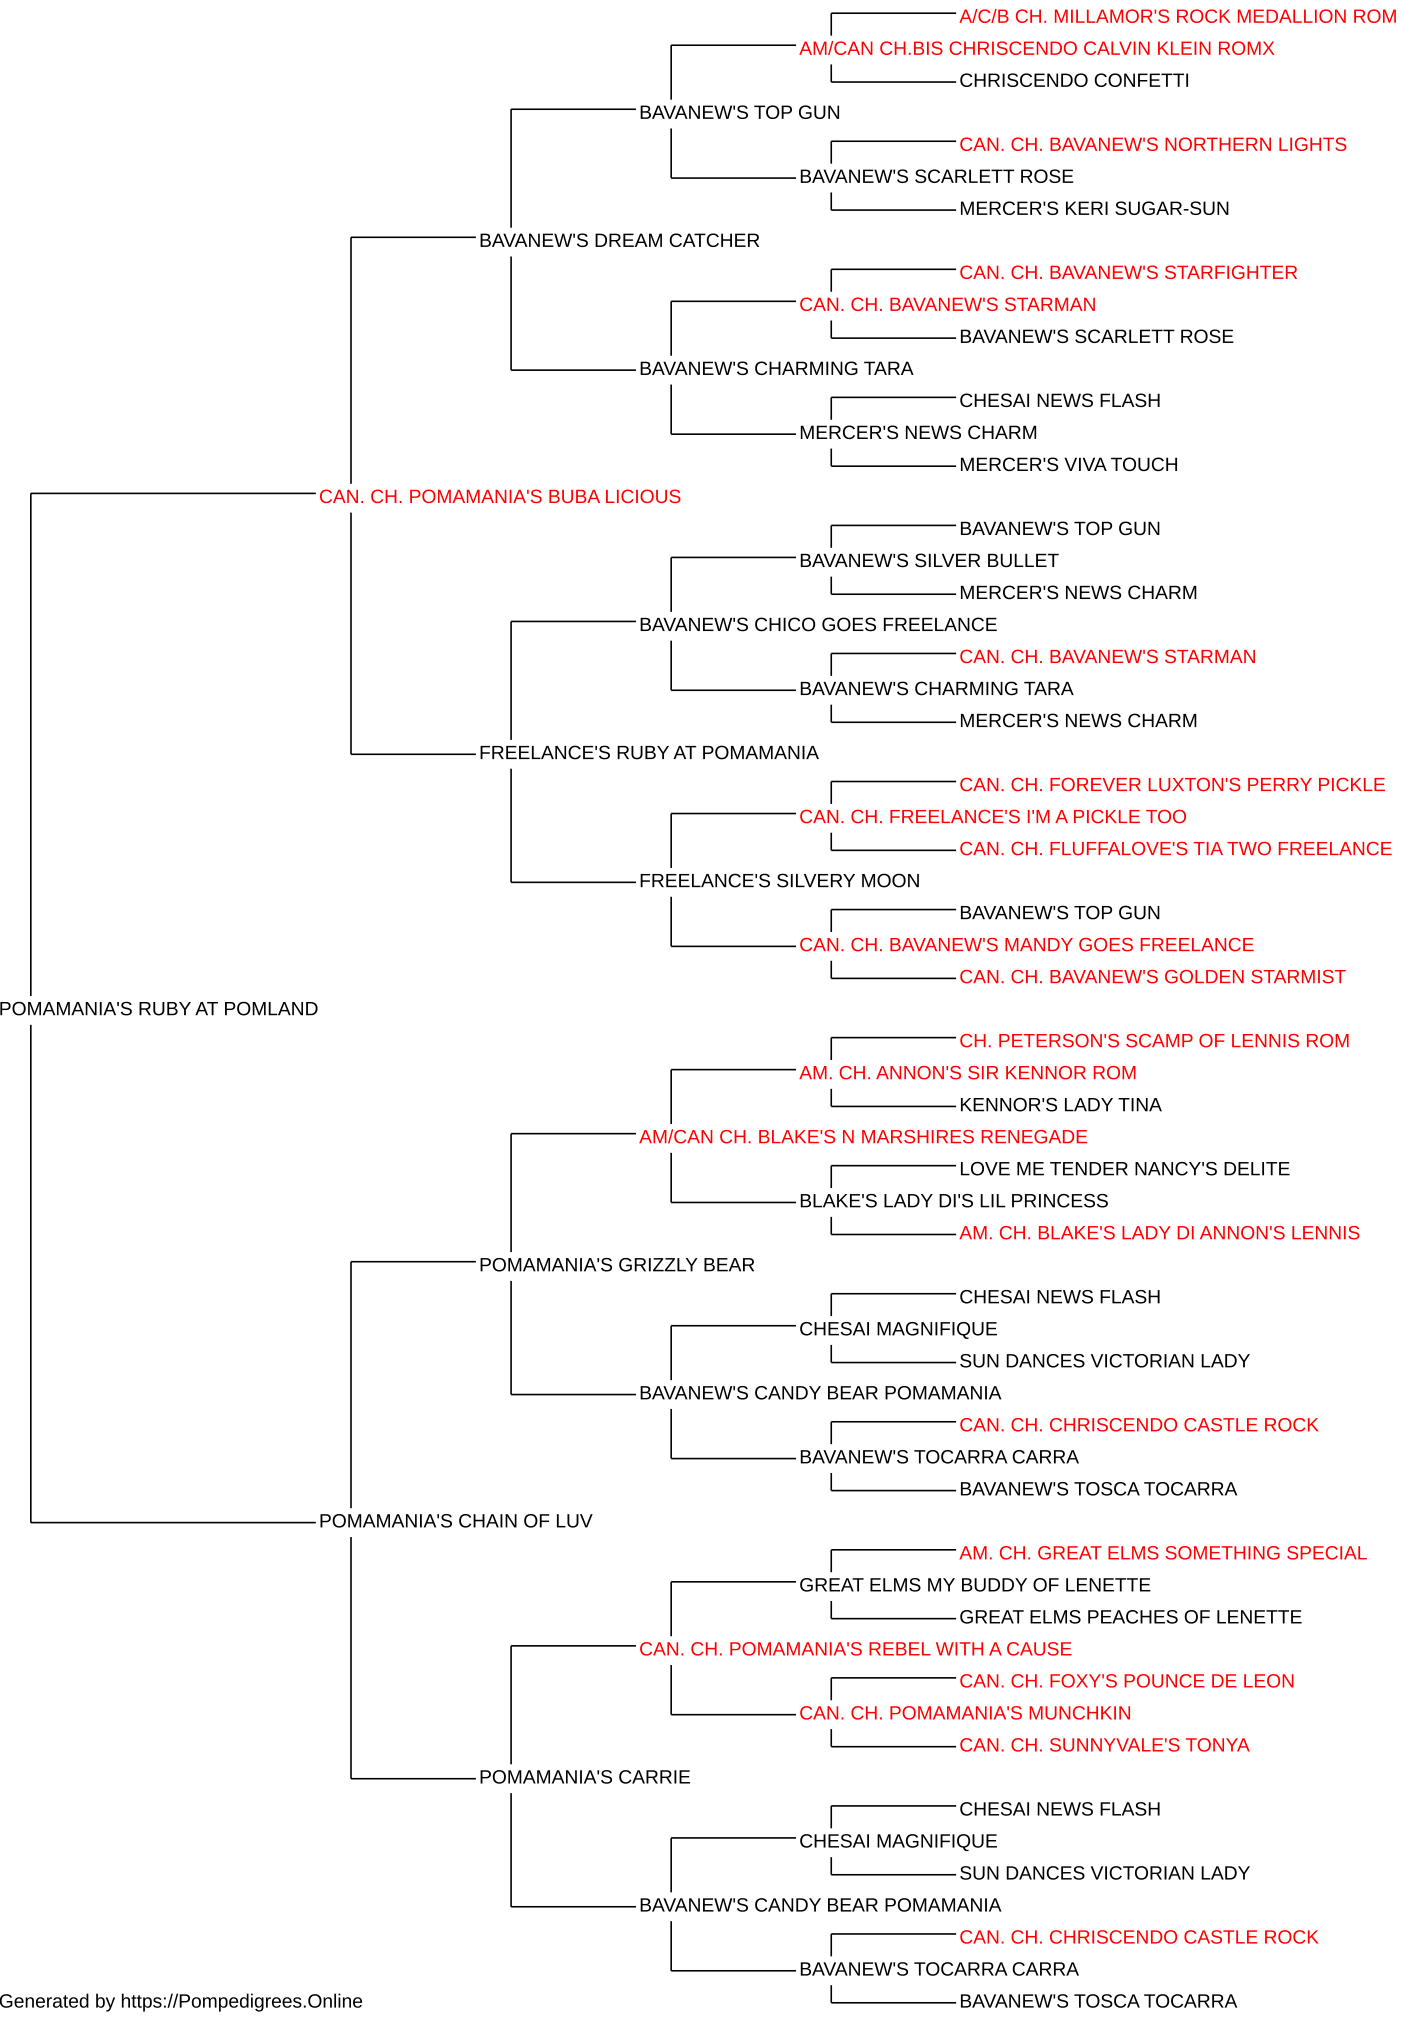 A/C/B CH. MILLAMOR'S ROCK MEDALLION ROM
AM/CAN CH.BIS CHRISCENDO CALVIN KLEIN ROMX
CHRISCENDO CONFETTI
BAVANEW'S TOP GUN
CAN. CH. BAVANEW'S NORTHERN LIGHTS
BAVANEW'S SCARLETT ROSE
MERCER'S KERI SUGAR-SUN
BAVANEW'S DREAM CATCHER
CAN. CH. BAVANEW'S STARFIGHTER
CAN. CH. BAVANEW'S STARMAN
BAVANEW'S SCARLETT ROSE
BAVANEW'S CHARMING TARA
CHESAI NEWS FLASH
MERCER'S NEWS CHARM
MERCER'S VIVA TOUCH
CAN. CH. POMAMANIA'S BUBA LICIOUS
BAVANEW'S TOP GUN
BAVANEW'S SILVER BULLET
MERCER'S NEWS CHARM
BAVANEW'S CHICO GOES FREELANCE
CAN. CH. BAVANEW'S STARMAN
BAVANEW'S CHARMING TARA
MERCER'S NEWS CHARM
FREELANCE'S RUBY AT POMAMANIA
CAN. CH. FOREVER LUXTON'S PERRY PICKLE
CAN. CH. FREELANCE'S I'M A PICKLE TOO
CAN. CH. FLUFFALOVE'S TIA TWO FREELANCE
FREELANCE'S SILVERY MOON
BAVANEW'S TOP GUN
CAN. CH. BAVANEW'S MANDY GOES FREELANCE
CAN. CH. BAVANEW'S GOLDEN STARMIST
POMAMANIA'S RUBY AT POMLAND
CH. PETERSON'S SCAMP OF LENNIS ROM
AM. CH. ANNON'S SIR KENNOR ROM
KENNOR'S LADY TINA
AM/CAN CH. BLAKE'S N MARSHIRES RENEGADE
LOVE ME TENDER NANCY'S DELITE
BLAKE'S LADY DI'S LIL PRINCESS
AM. CH. BLAKE'S LADY DI ANNON'S LENNIS
POMAMANIA'S GRIZZLY BEAR
CHESAI NEWS FLASH
CHESAI MAGNIFIQUE
SUN DANCES VICTORIAN LADY
BAVANEW'S CANDY BEAR POMAMANIA
CAN. CH. CHRISCENDO CASTLE ROCK
BAVANEW'S TOCARRA CARRA
BAVANEW'S TOSCA TOCARRA
POMAMANIA'S CHAIN OF LUV
AM. CH. GREAT ELMS SOMETHING SPECIAL
GREAT ELMS MY BUDDY OF LENETTE
GREAT ELMS PEACHES OF LENETTE
CAN. CH. POMAMANIA'S REBEL WITH A CAUSE
CAN. CH. FOXY'S POUNCE DE LEON
CAN. CH. POMAMANIA'S MUNCHKIN
CAN. CH. SUNNYVALE'S TONYA
POMAMANIA'S CARRIE
CHESAI NEWS FLASH
CHESAI MAGNIFIQUE
SUN DANCES VICTORIAN LADY
BAVANEW'S CANDY BEAR POMAMANIA
CAN. CH. CHRISCENDO CASTLE ROCK
BAVANEW'S TOCARRA CARRA
BAVANEW'S TOSCA TOCARRA
Generated by https://Pompedigrees.Online